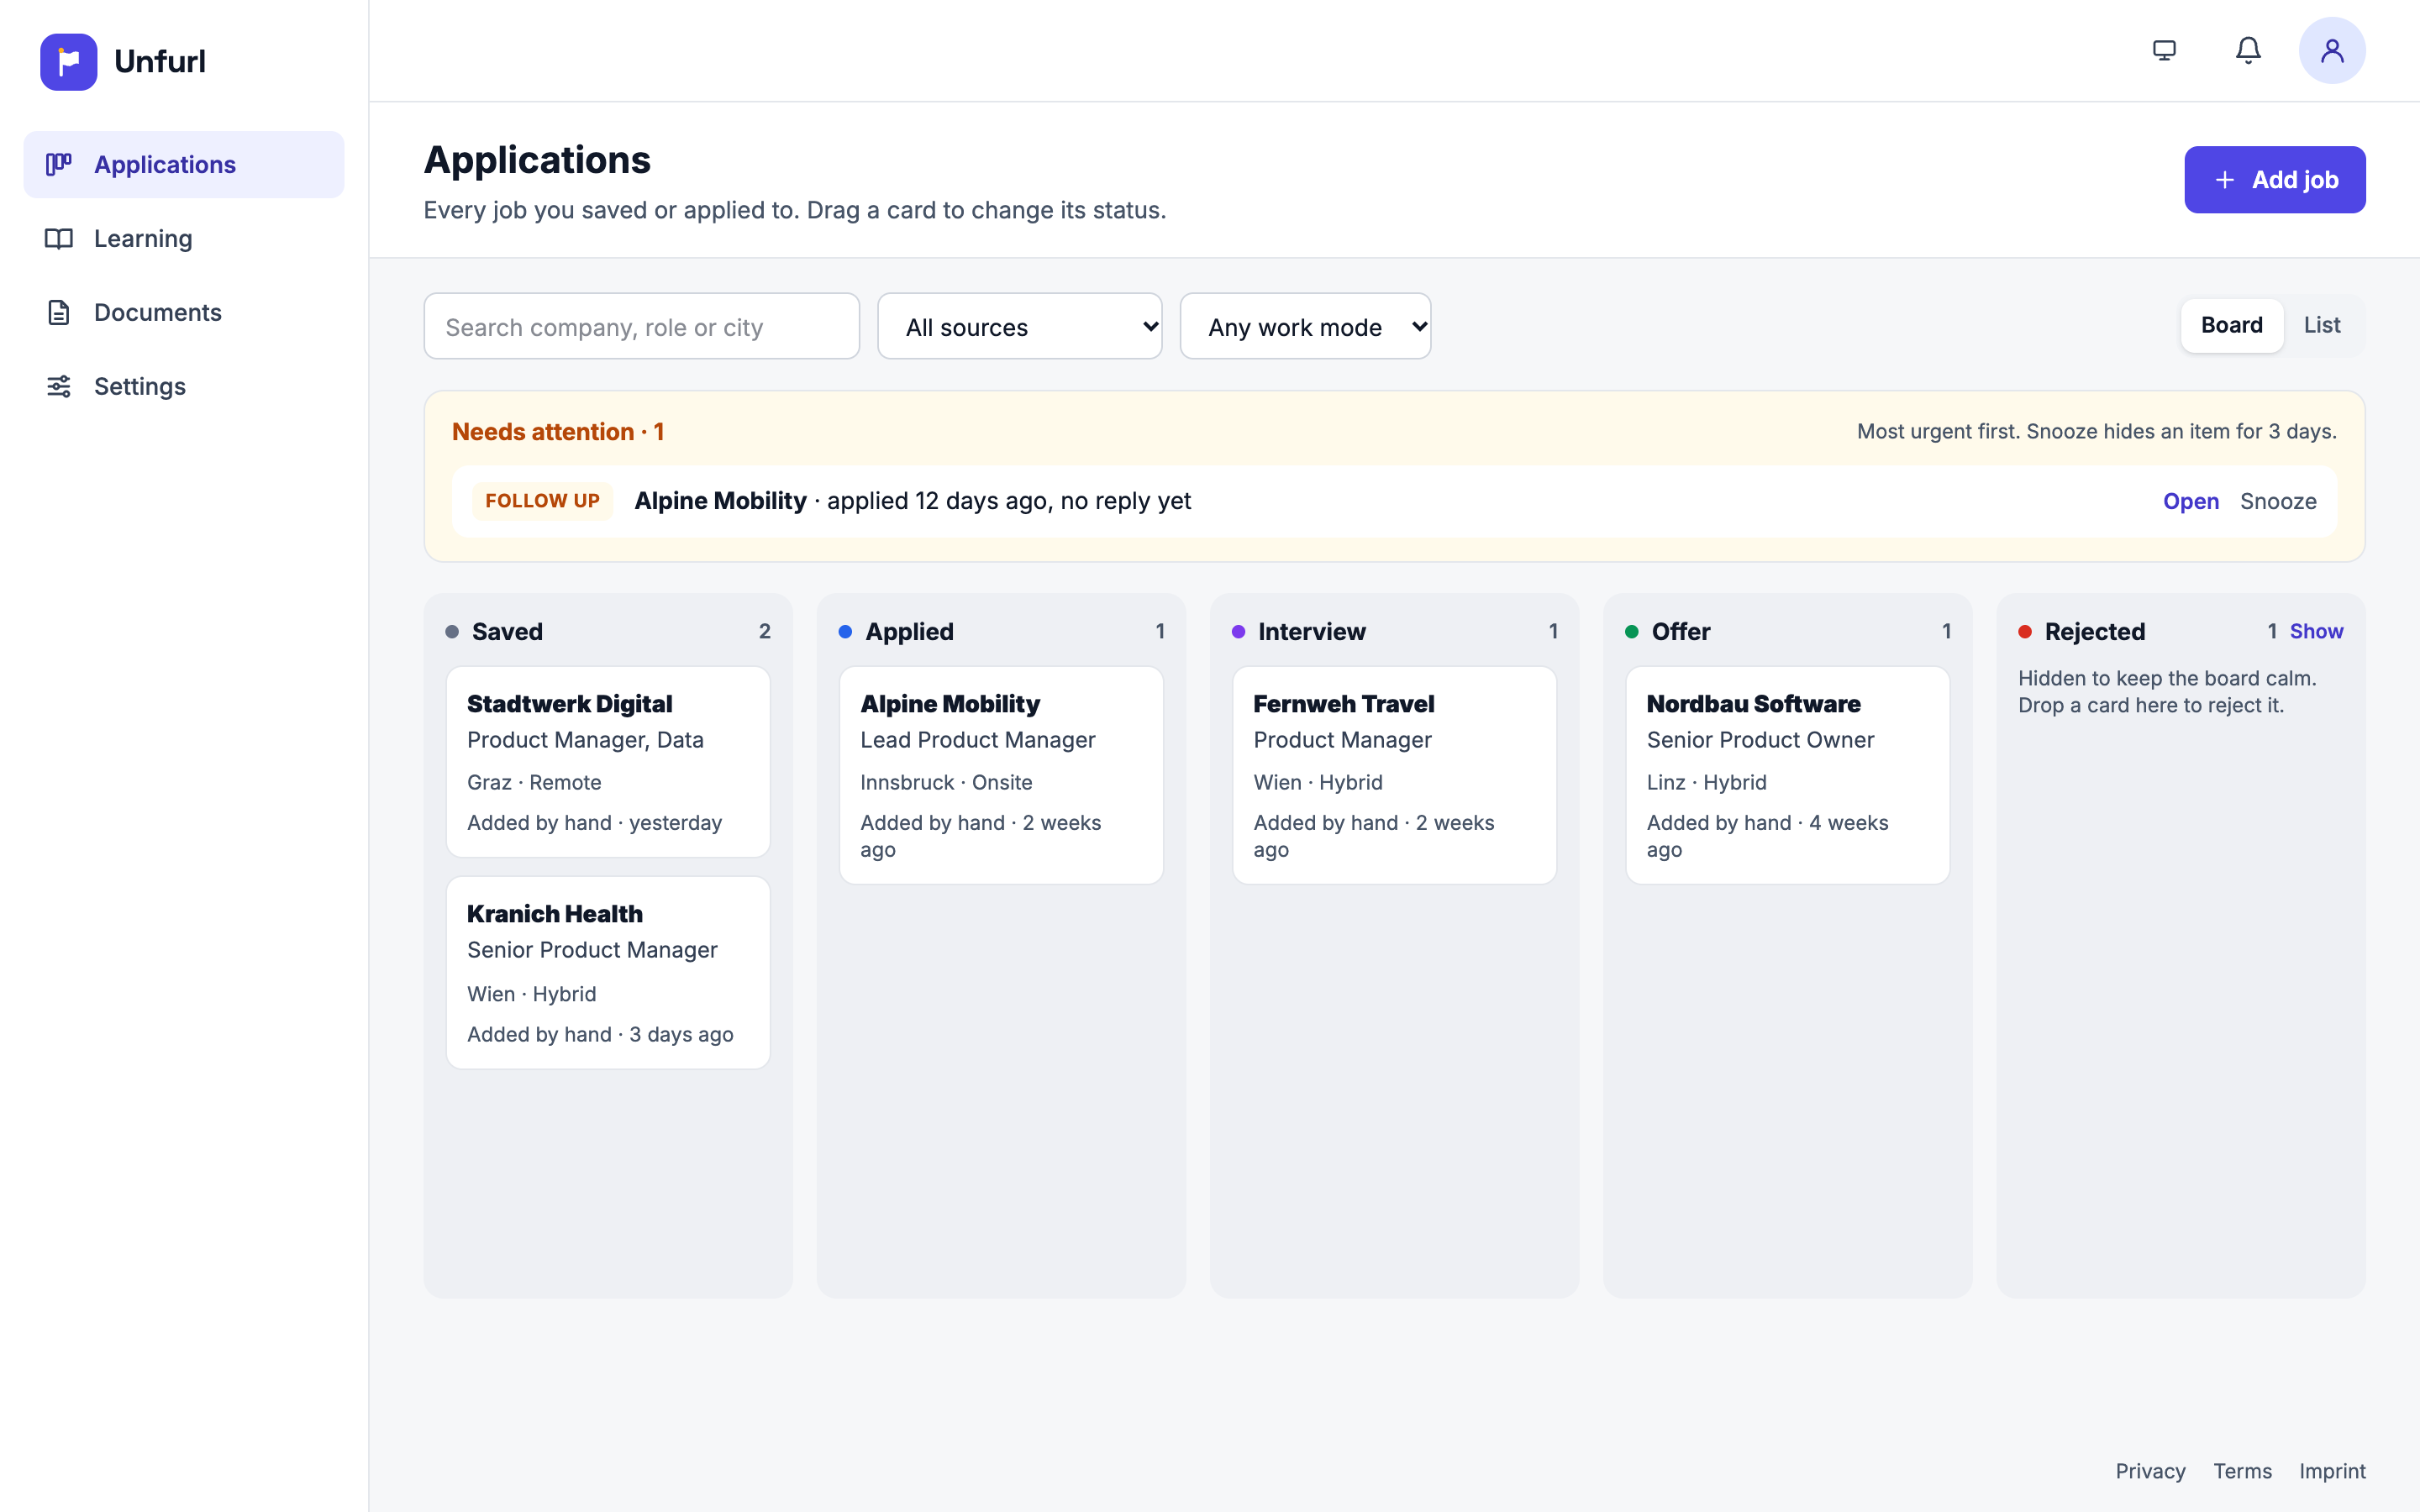 Unfurl
Applications
Learning
Documents
Settings
Applications
Every job you saved or applied to. Drag a card to change its status.
+ Add job
Search company, role or city
All sources
Any work mode
Board
List
Needs attention · 1
Most urgent first. Snooze hides an item for 3 days.
FOLLOW UP
Alpine Mobility · applied 12 days ago, no reply yet
Open
Snooze
Saved
2
Stadtwerk Digital
Product Manager, Data
Graz · Remote
Added by hand · yesterday
Kranich Health
Senior Product Manager
Wien · Hybrid
Added by hand · 3 days ago
Applied
1
Alpine Mobility
Lead Product Manager
Innsbruck · Onsite
Added by hand · 2 weeks
ago
Interview
1
Fernweh Travel
Product Manager
Wien · Hybrid
Added by hand · 2 weeks
ago
Offer
1
Nordbau Software
Senior Product Owner
Linz · Hybrid
Added by hand · 4 weeks
ago
Rejected
1
Show
Hidden to keep the board calm.
Drop a card here to reject it.
Privacy
Terms
Imprint